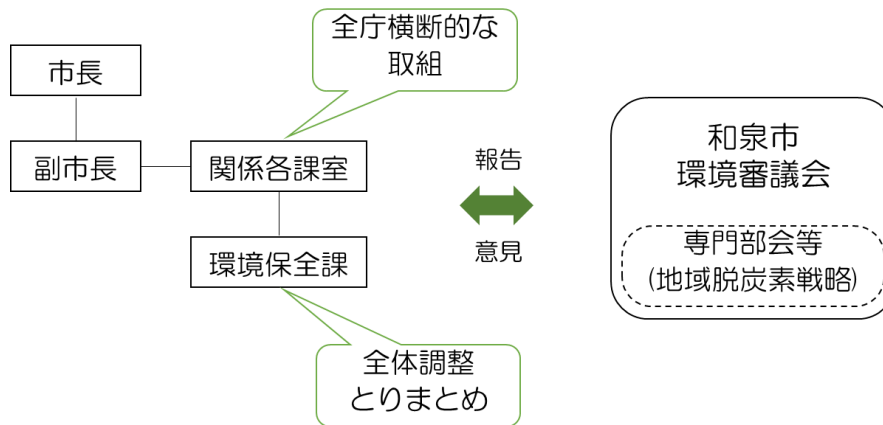 全庁横断的な
取組
市長
副市長
関係各課室
環境保全課
全体調整
とりまとめ
報告
意見
和泉市
環境審議会
専門部会等
(地域脱炭素戦略)